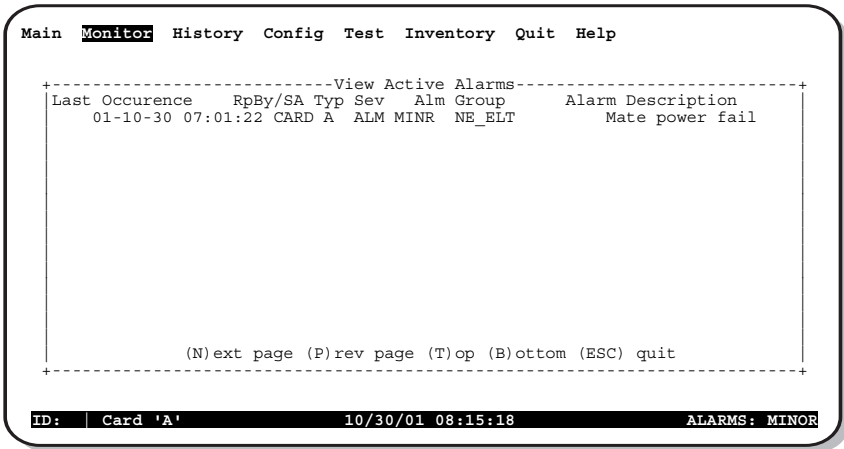 Main Monitor History Config Test Inventory Quit Help
+----------------------------View Active Alarms----------------------------+
Last Occurence RpBy/SA Typ Sev Alm Group Alarm Description
01-10-30 07:01:22 CARD A ALM MINR NE_ELT Mate power fail
(N)ext page (P)rev page (T)op (B)ottom (ESC) quit
+--------------------------------------------------------------------------+
ID: | Card 'A' 10/30/01 08:15:18 ALARMS: MINOR